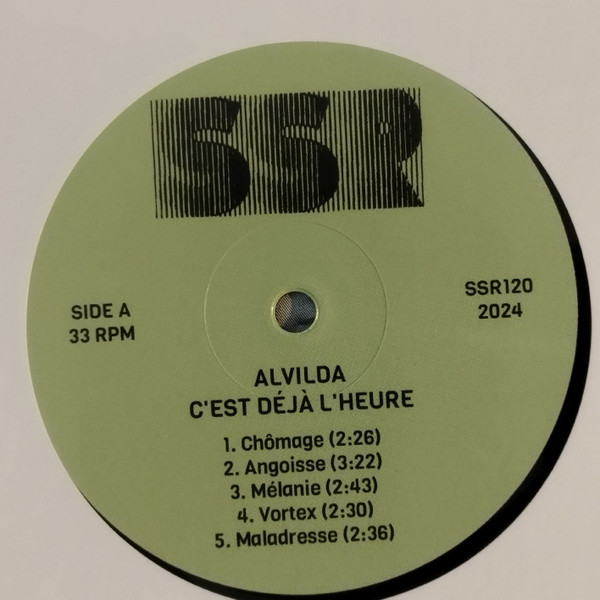 SSR
SIDE A
33 RPM
SSR120
2024
ALVILDA
C'EST DÉJÀ L'HEURE
1. Chômage (2:26)
2. Angoisse (3:22)
3. Mélanie (2:43)
4. Vortex (2:30)
5. Maladresse (2:36)